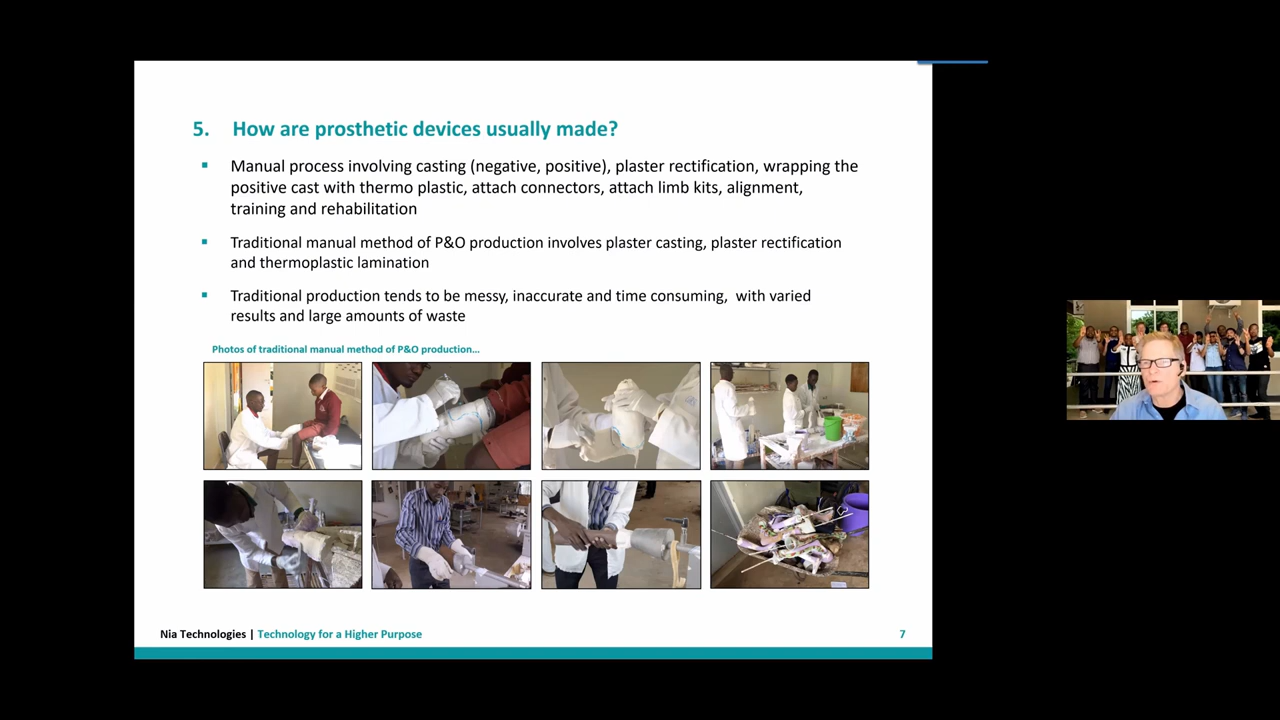 5. How are prosthetic devices usually made?
Manual process involving casting (negative, positive), plaster rectification, wrapping the
positive cast with thermo plastic, attach connectors, attach limb kits, alignment,
training and rehabilitation
Traditional manual method of P&O production involves plaster casting, plaster rectification
and thermoplastic lamination
Traditional production tends to be messy, inaccurate and time consuming,  with varied
results and large amounts of waste
Photos of traditional manual method of P&O production...
Nia Technologies | Technology for a Higher Purpose
7